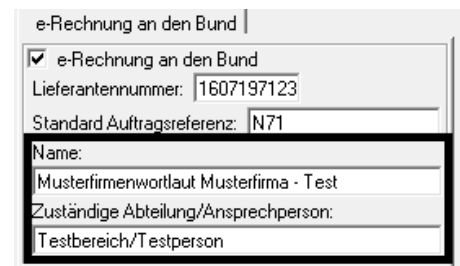 e-Rechnung an den Bund
e-Rechnung an den Bund
Lieferantennummer: 1607197123
Standard Auftragsreferenz: N71
Name:
Musterfirmenwortlaut Musterfirma - Test
Zuständige Abteilung/Ansprechperson:
Testbereich/Testperson